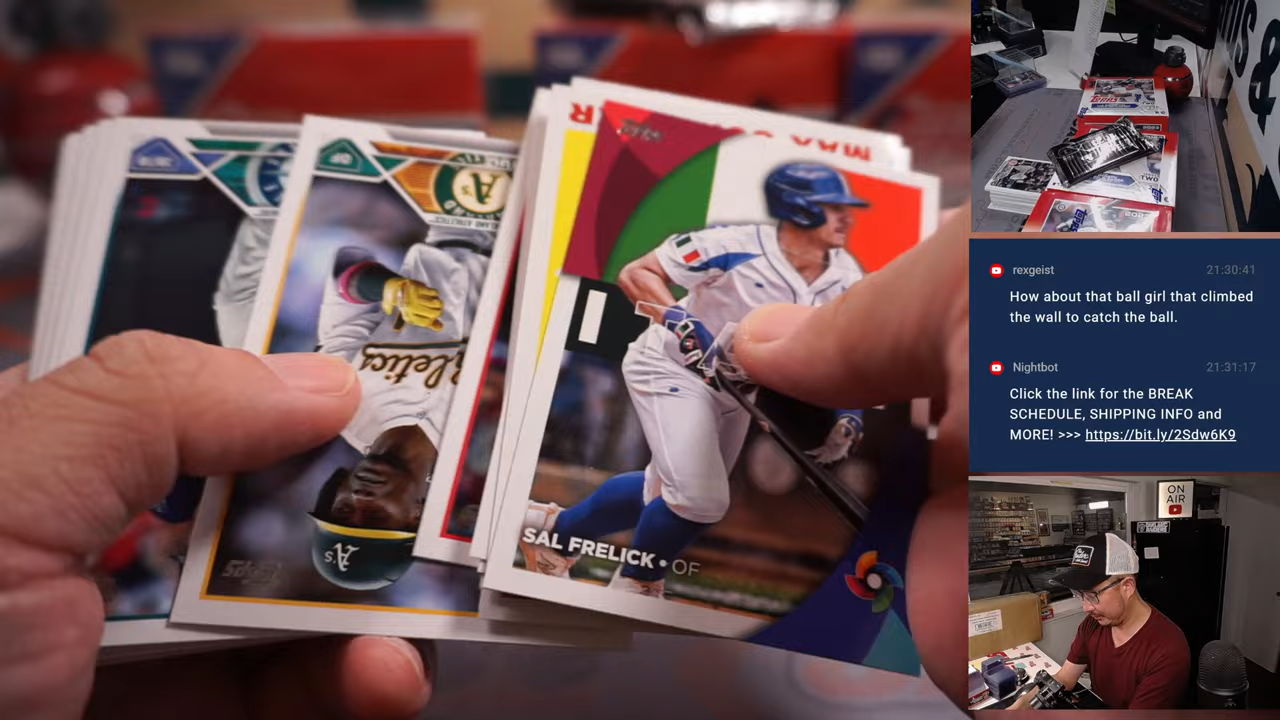 SAL FRELICK • OF
Topps
A's
TWO
rexgeist 21:30:41
How about that ball girl that climbed
the wall to catch the ball.
Nightbot 21:31:17
Click the link for the BREAK
SCHEDULE, SHIPPING INFO and
MORE! >>> https://bit.ly/2Sdw6K9
ON
AIR